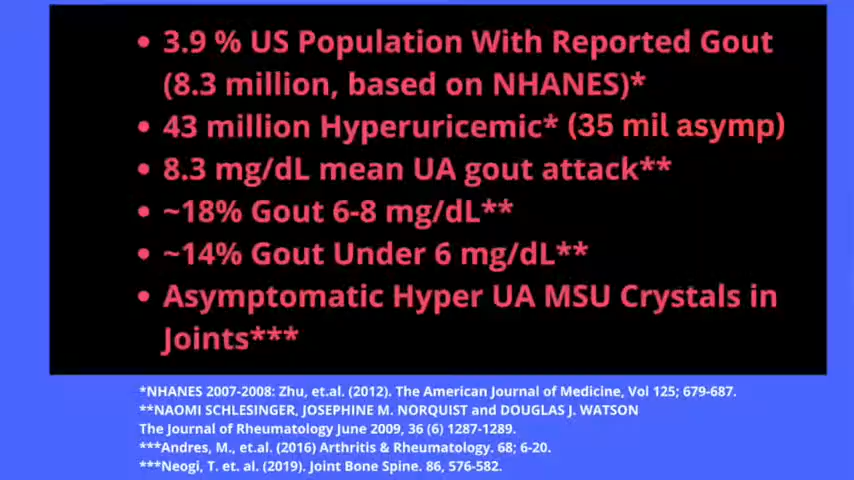 • 3.9 % US Population With Reported Gout
(8.3 million, based on NHANES)*
• 43 million Hyperuricemic* (35 mil asymp)
• 8.3 mg/dL mean UA gout attack**
• ~18% Gout 6-8 mg/dL**
• ~14% Gout Under 6 mg/dL**
• Asymptomatic Hyper UA MSU Crystals in
Joints***
*NHANES 2007-2008: Zhu, et.al. (2012). The American Journal of Medicine, Vol 125; 679-687.
**NAOMI SCHLESINGER, JOSEPHINE M. NORQUIST and DOUGLAS J. WATSON
The Journal of Rheumatology June 2009, 36 (6) 1287-1289.
***Andres, M., et.al. (2016) Arthritis & Rheumatology. 68; 6-20.
***Neogi, T. et. al. (2019). Joint Bone Spine. 86, 576-582.